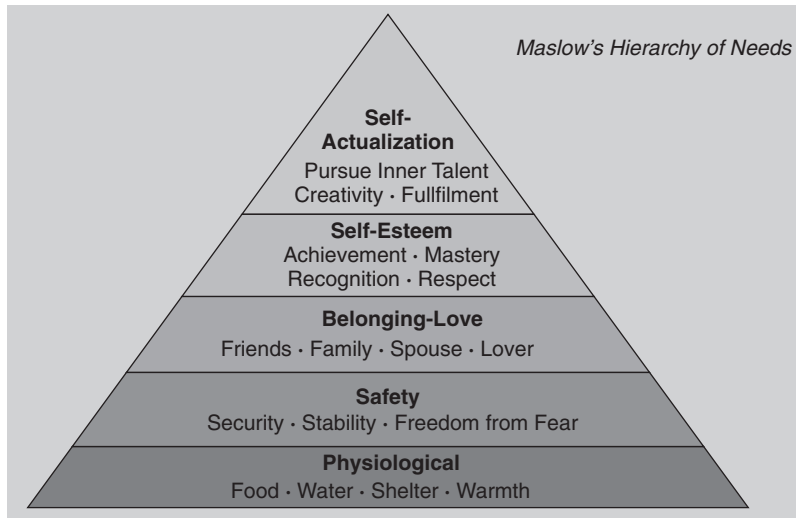 Maslow's Hierarchy of Needs
Self-
Actualization
Pursue Inner Talent
Creativity · Fullfilment
Self-Esteem
Achievement · Mastery
Recognition · Respect
Belonging-Love
Friends · Family · Spouse · Lover
Safety
Security · Stability · Freedom from Fear
Physiological
Food · Water · Shelter · Warmth